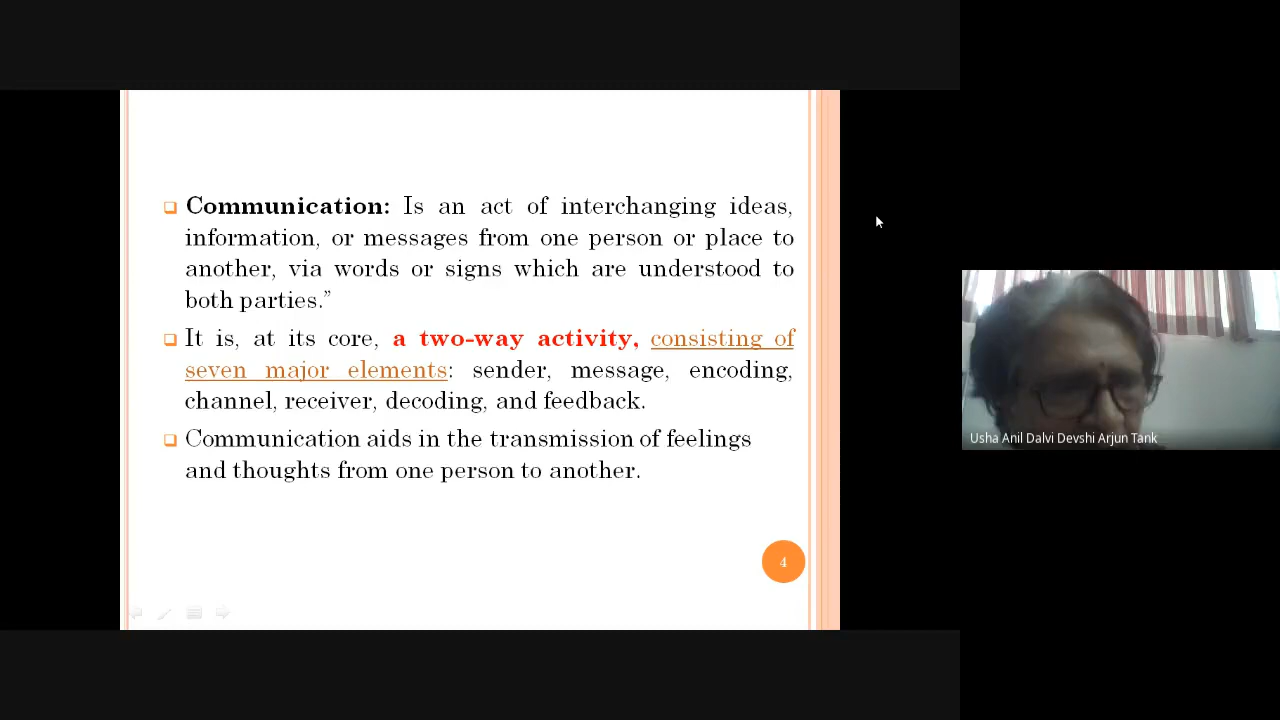 Communication: Is an act of interchanging ideas,
information, or messages from one person or place to
another, via words or signs which are understood to
both parties.”
It is, at its core, a two-way activity, consisting of
seven major elements: sender, message, encoding,
channel, receiver, decoding, and feedback.
Communication aids in the transmission of feelings
and thoughts from one person to another.
4
Usha Anil Dalvi Devshi Arjun Tank